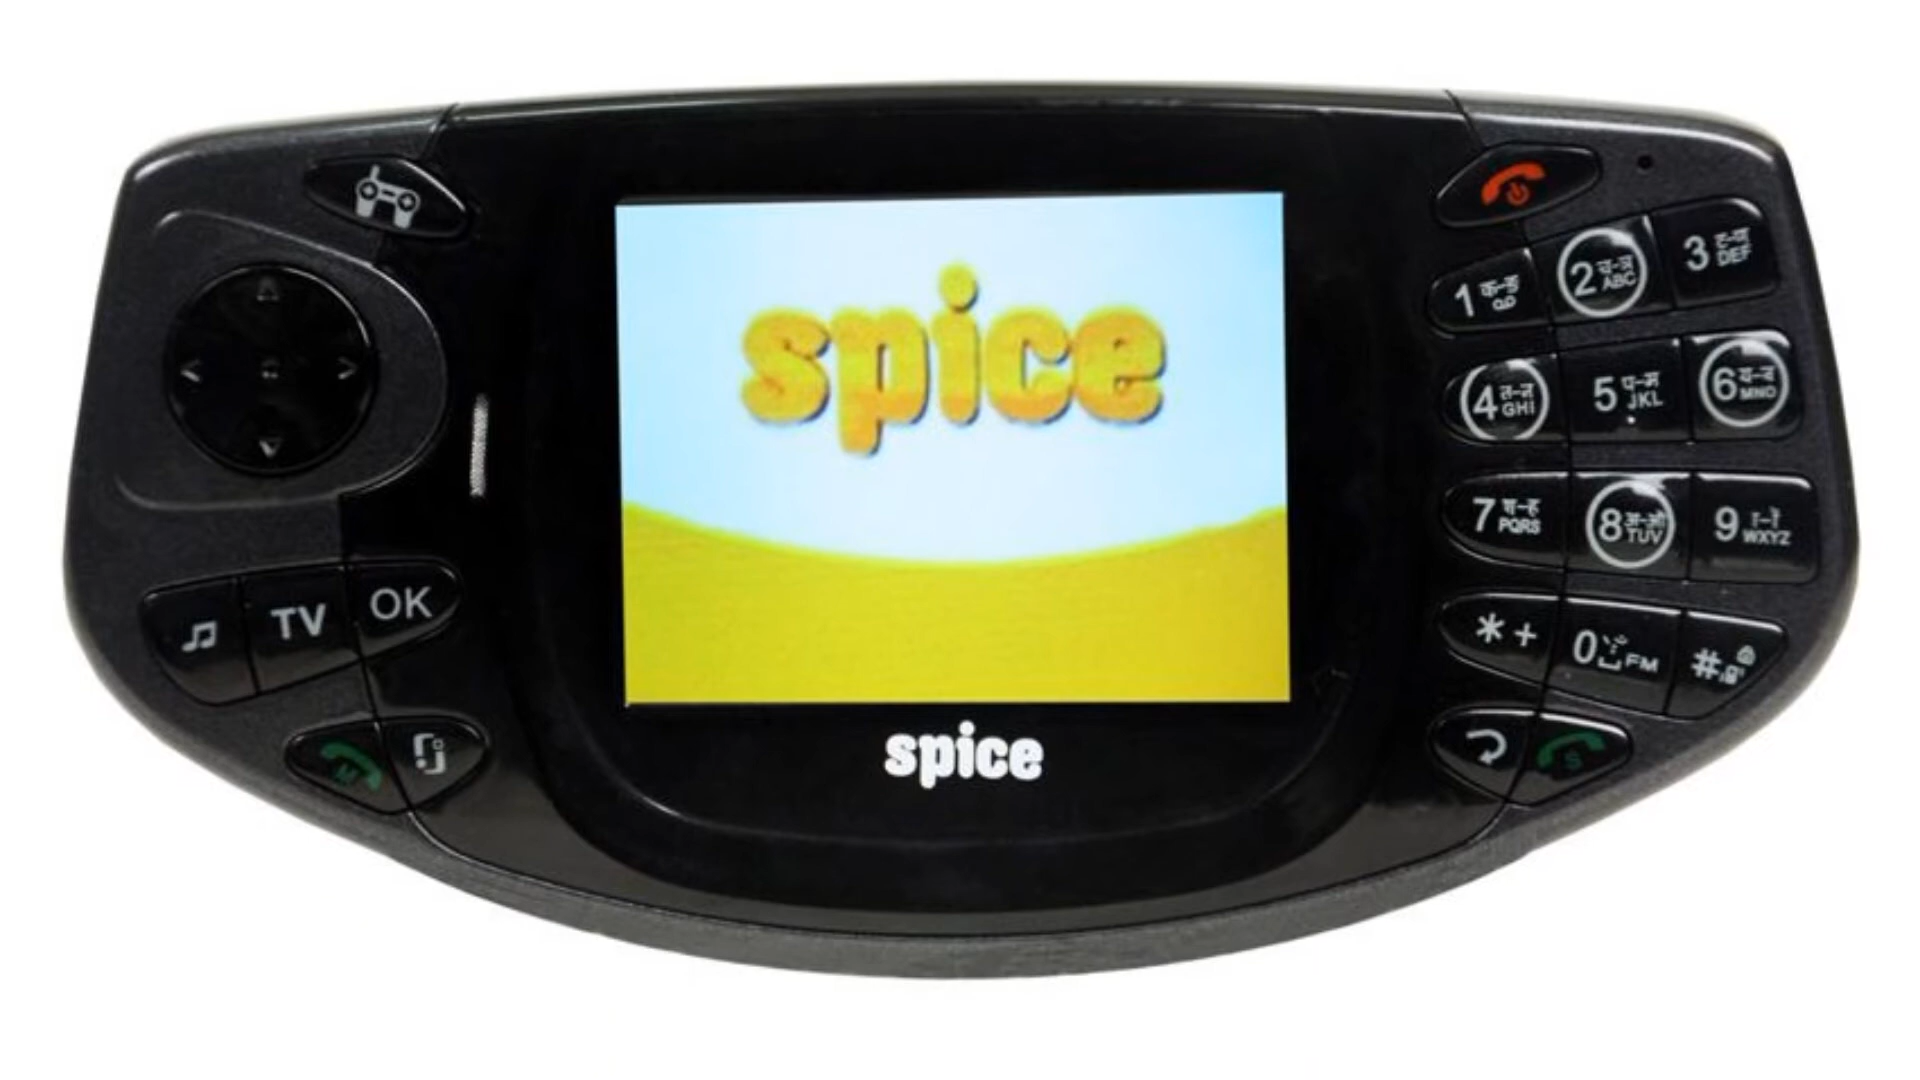 spice
1 क-ङ
2 च-ञ ABC
3 ट-ण DEF
4 त-न GHI
5 प-म JKL
6 य-व MNO
7 श-ह PQRS
8 अ-औ TUV
9 WXYZ
TV OK
* +
0 FM
#
M
S
spice